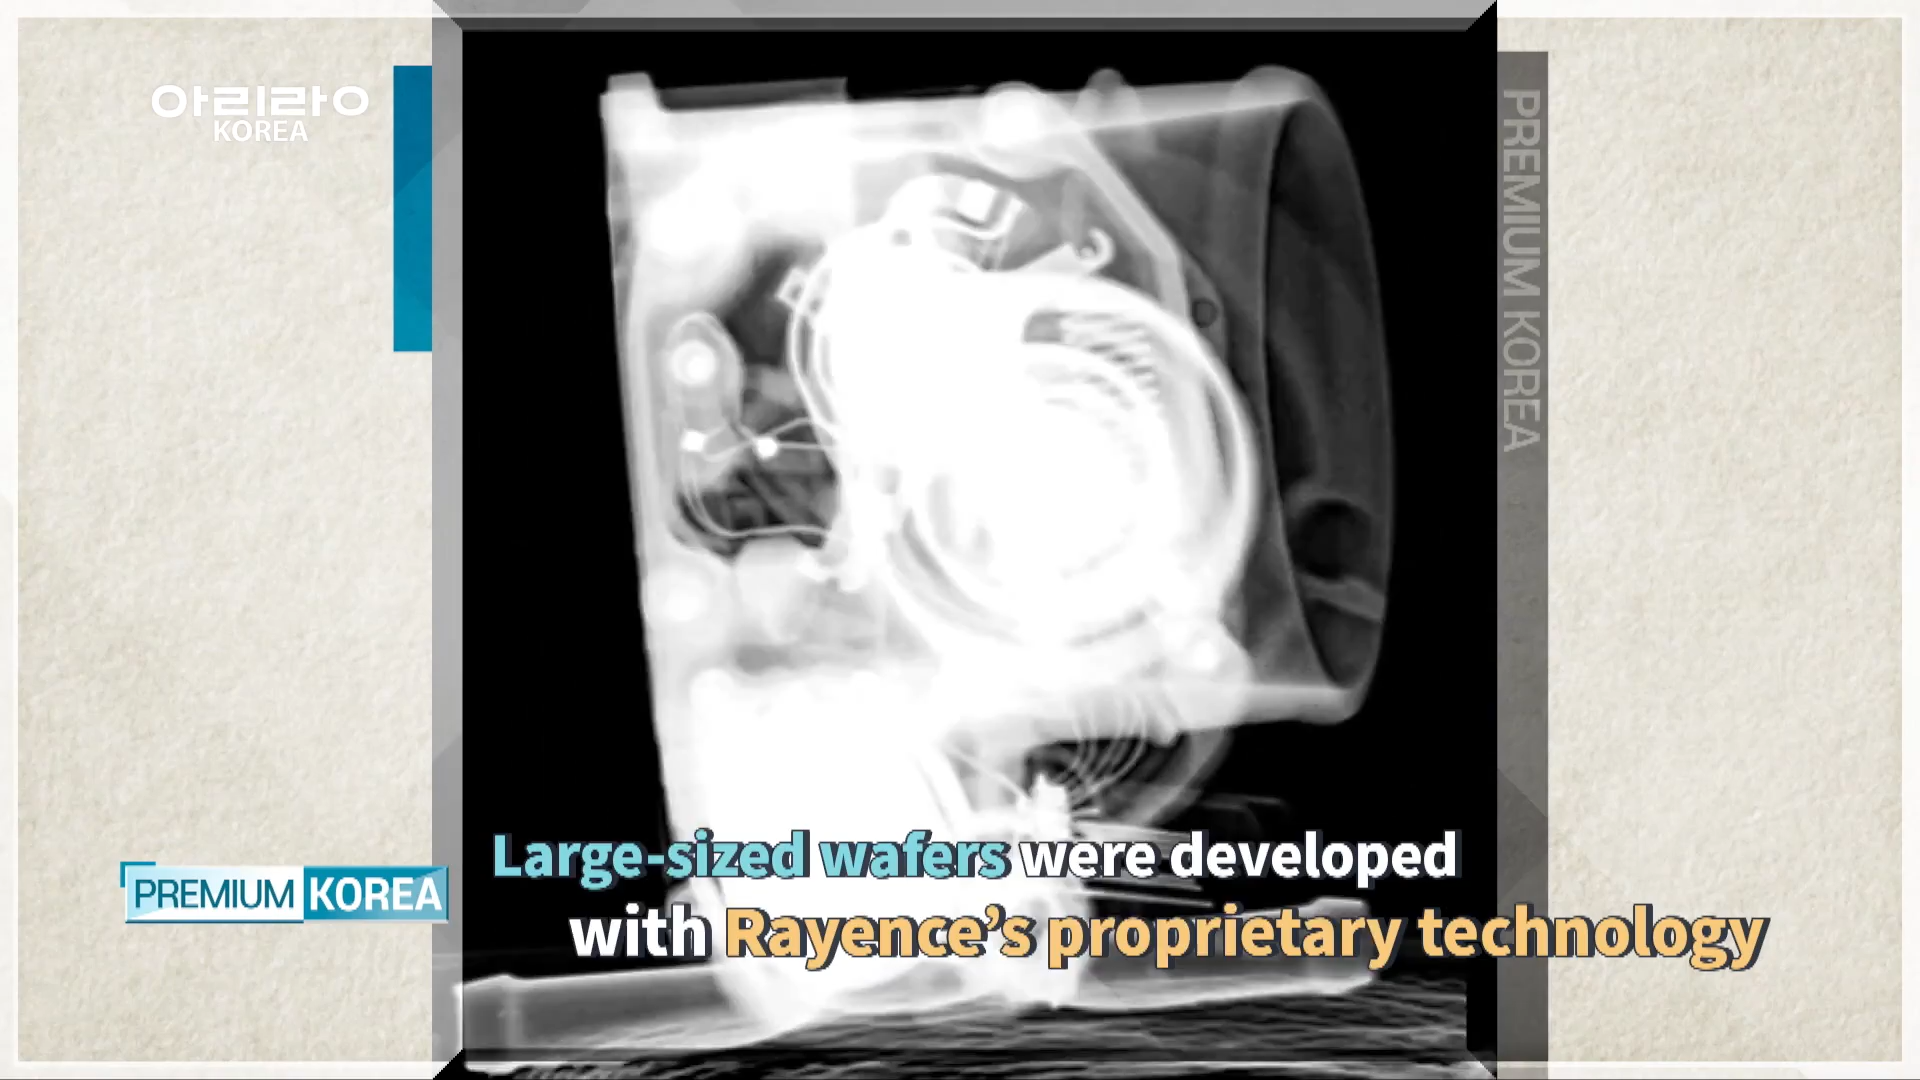 아리랑
KOREA
PREMIUM KOREA
Large-sized wafers were developed
with Rayence’s proprietary technology
PREMIUM KOREA